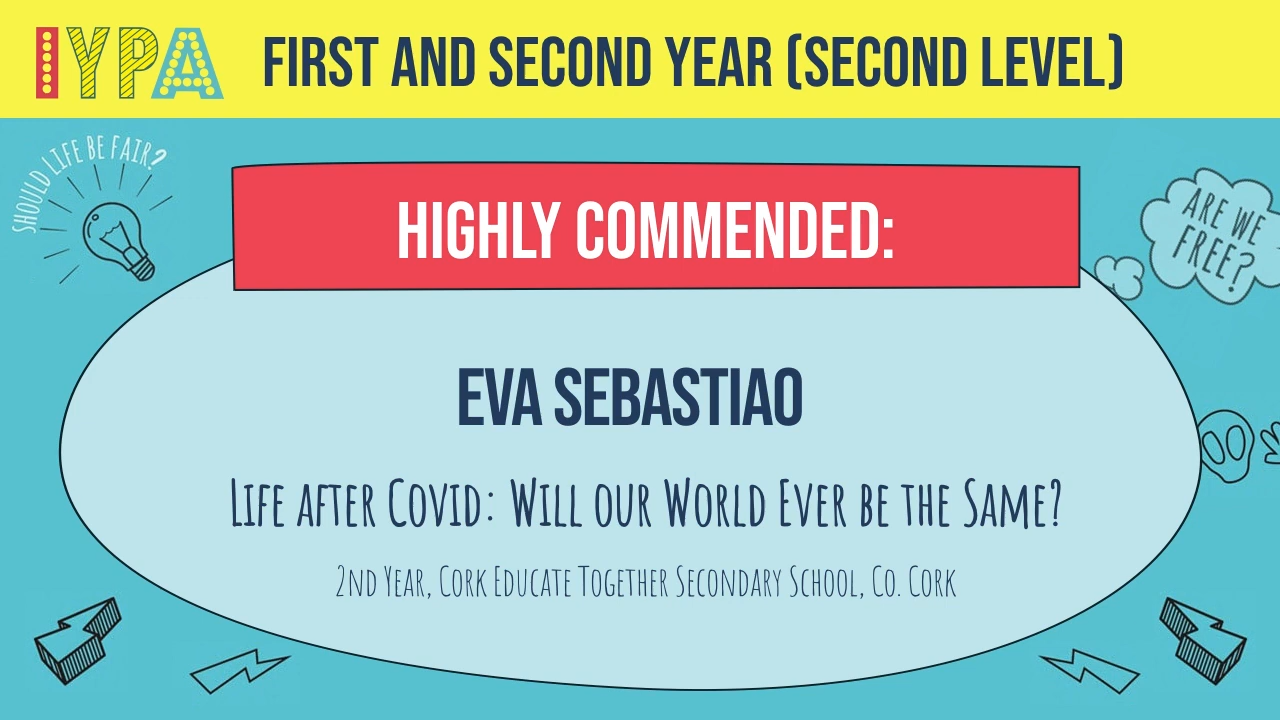 IYPA
FIRST AND SECOND YEAR (SECOND LEVEL)
SHOULD LIFE BE FAIR?
HIGHLY COMMENDED:
ARE WE
FREE?
EVA SEBASTIAO
LIFE AFTER COVID: WILL OUR WORLD EVER BE THE SAME?
2ND YEAR, CORK EDUCATE TOGETHER SECONDARY SCHOOL, CO. CORK